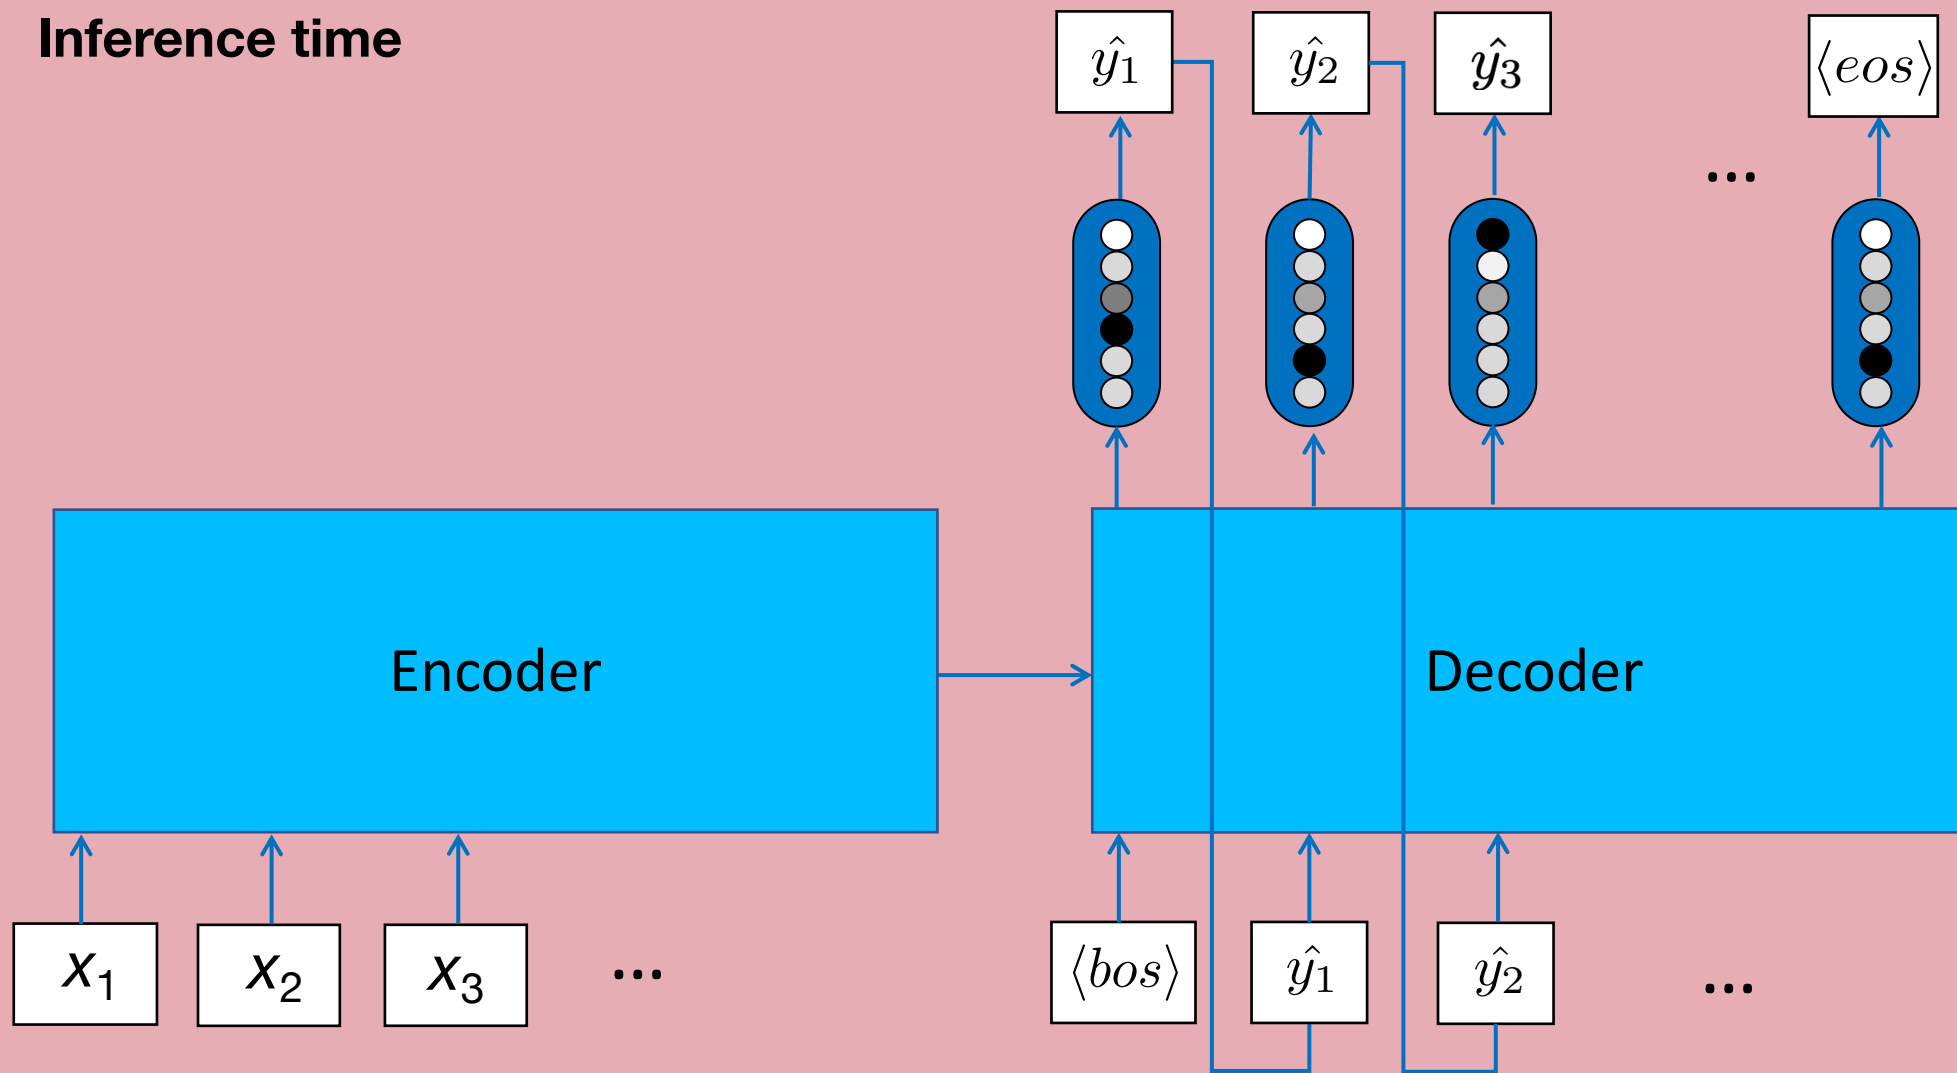 Inference time
ŷ₁ ŷ₂ ŷ₃ ... ⟨eos⟩
Encoder
Decoder
x₁ x₂ x₃ ...
⟨bos⟩ ŷ₁ ŷ₂ ...